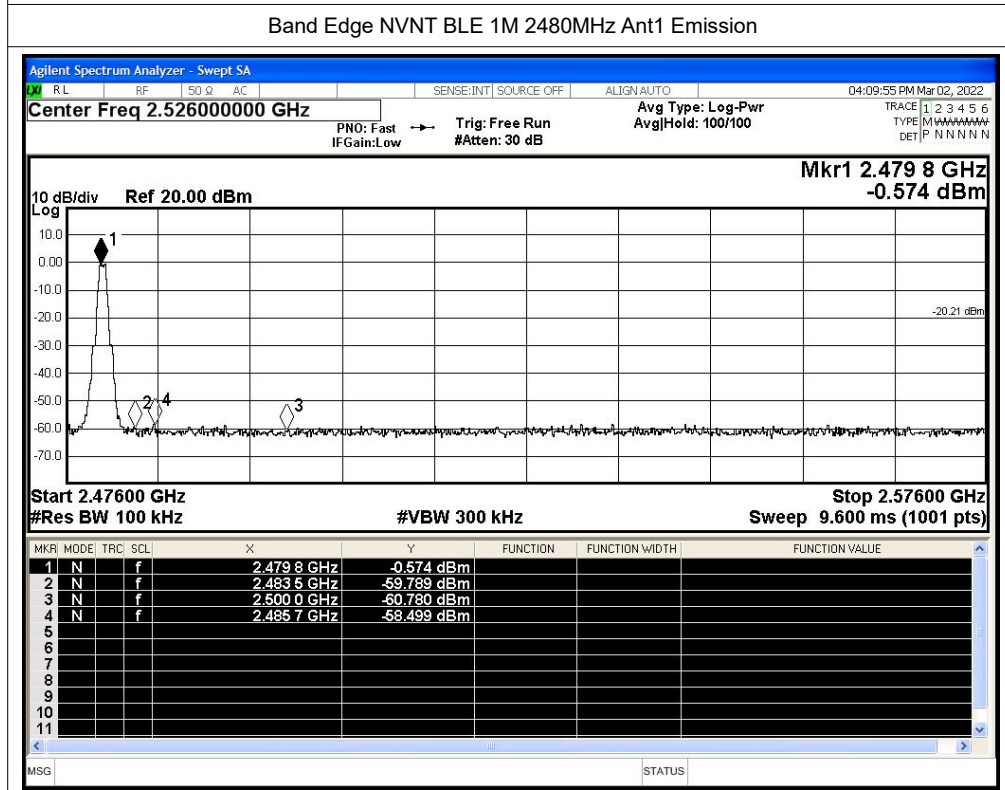 Band Edge NVNT BLE 1M 2480MHz Ant1 Emission
Agilent Spectrum Analyzer - Swept SA
LXI RL RF 50 Ω AC SENSE:INT SOURCE OFF ALIGN AUTO 04:09:55 PM Mar 02, 2022
Center Freq 2.526000000 GHz Avg Type: Log-Pwr TRACE 1 2 3 4 5 6
PNO: Fast Trig: Free Run Avg|Hold: 100/100 TYPE M WWWWW
IFGain:Low #Atten: 30 dB DET P N N N N N
Mkr1 2.479 8 GHz
10 dB/div Ref 20.00 dBm -0.574 dBm
Log
10.0
1
0.00
-10.0
-20.0
-20.21 dBm
-30.0
-40.0
-50.0
2 4 3
-60.0
-70.0
Start 2.47600 GHz Stop 2.57600 GHz
#Res BW 100 kHz #VBW 300 kHz Sweep 9.600 ms (1001 pts)
MKR MODE TRC SCL X Y FUNCTION FUNCTION WIDTH FUNCTION VALUE
1 N f 2.479 8 GHz -0.574 dBm
2 N f 2.483 5 GHz -59.789 dBm
3 N f 2.500 0 GHz -60.780 dBm
4 N f 2.485 7 GHz -58.499 dBm
5
6
7
8
9
10
11
MSG STATUS